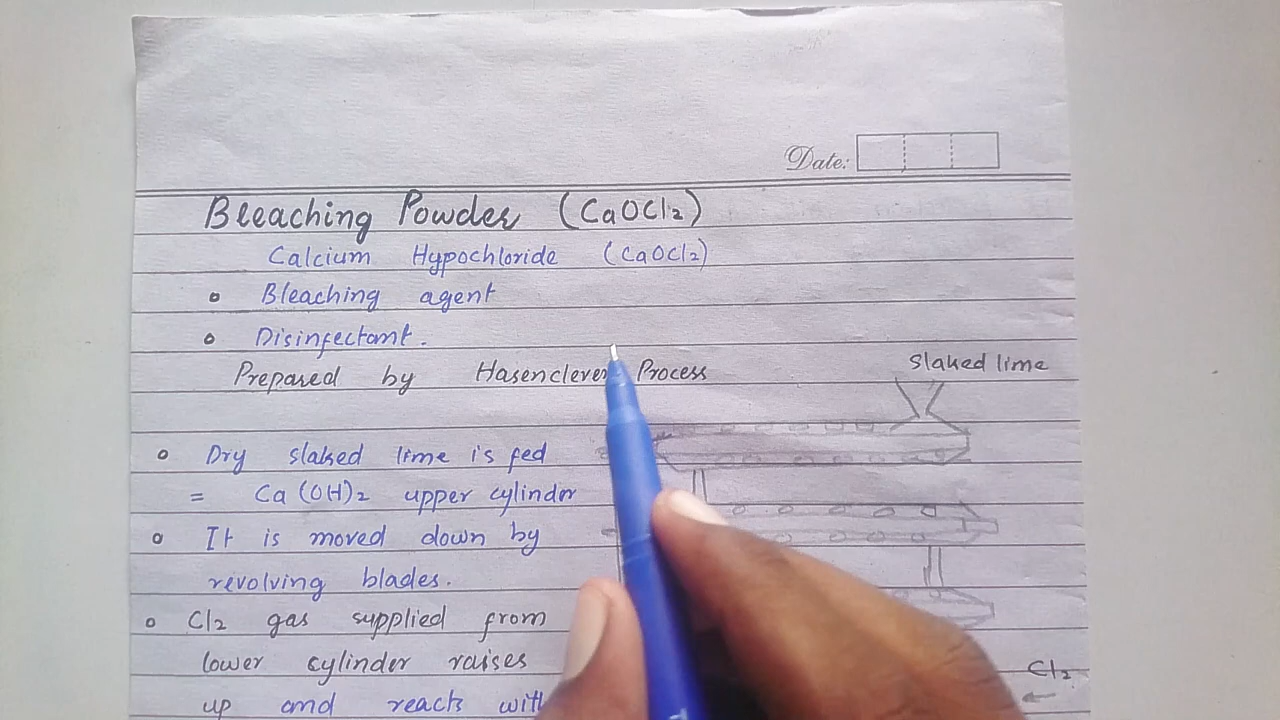 Date:
Bleaching Powder (CaOCl2)
Calcium Hypochloride (CaOCl2)
Bleaching agent
Disinfectant.
Prepared by Hasenclever Process
Slaked lime
Dry slaked lime is fed
= Ca(OH)2 upper cylinder
It is moved down by
revolving blades.
Cl2 gas supplied from
lower cylinder raises
Cl2
up and reacts with